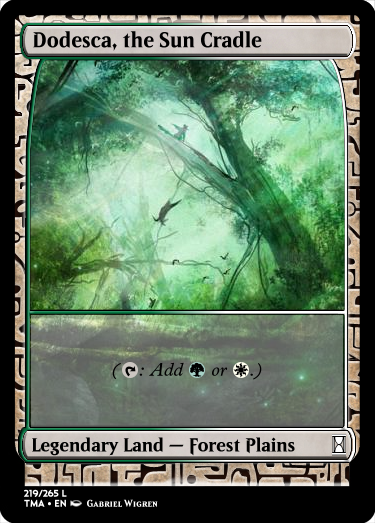 Dodesca, the Sun Cradle
(: Add or .)
Legendary Land — Forest Plains
219/265 L
TMA • EN Gabriel Wigren